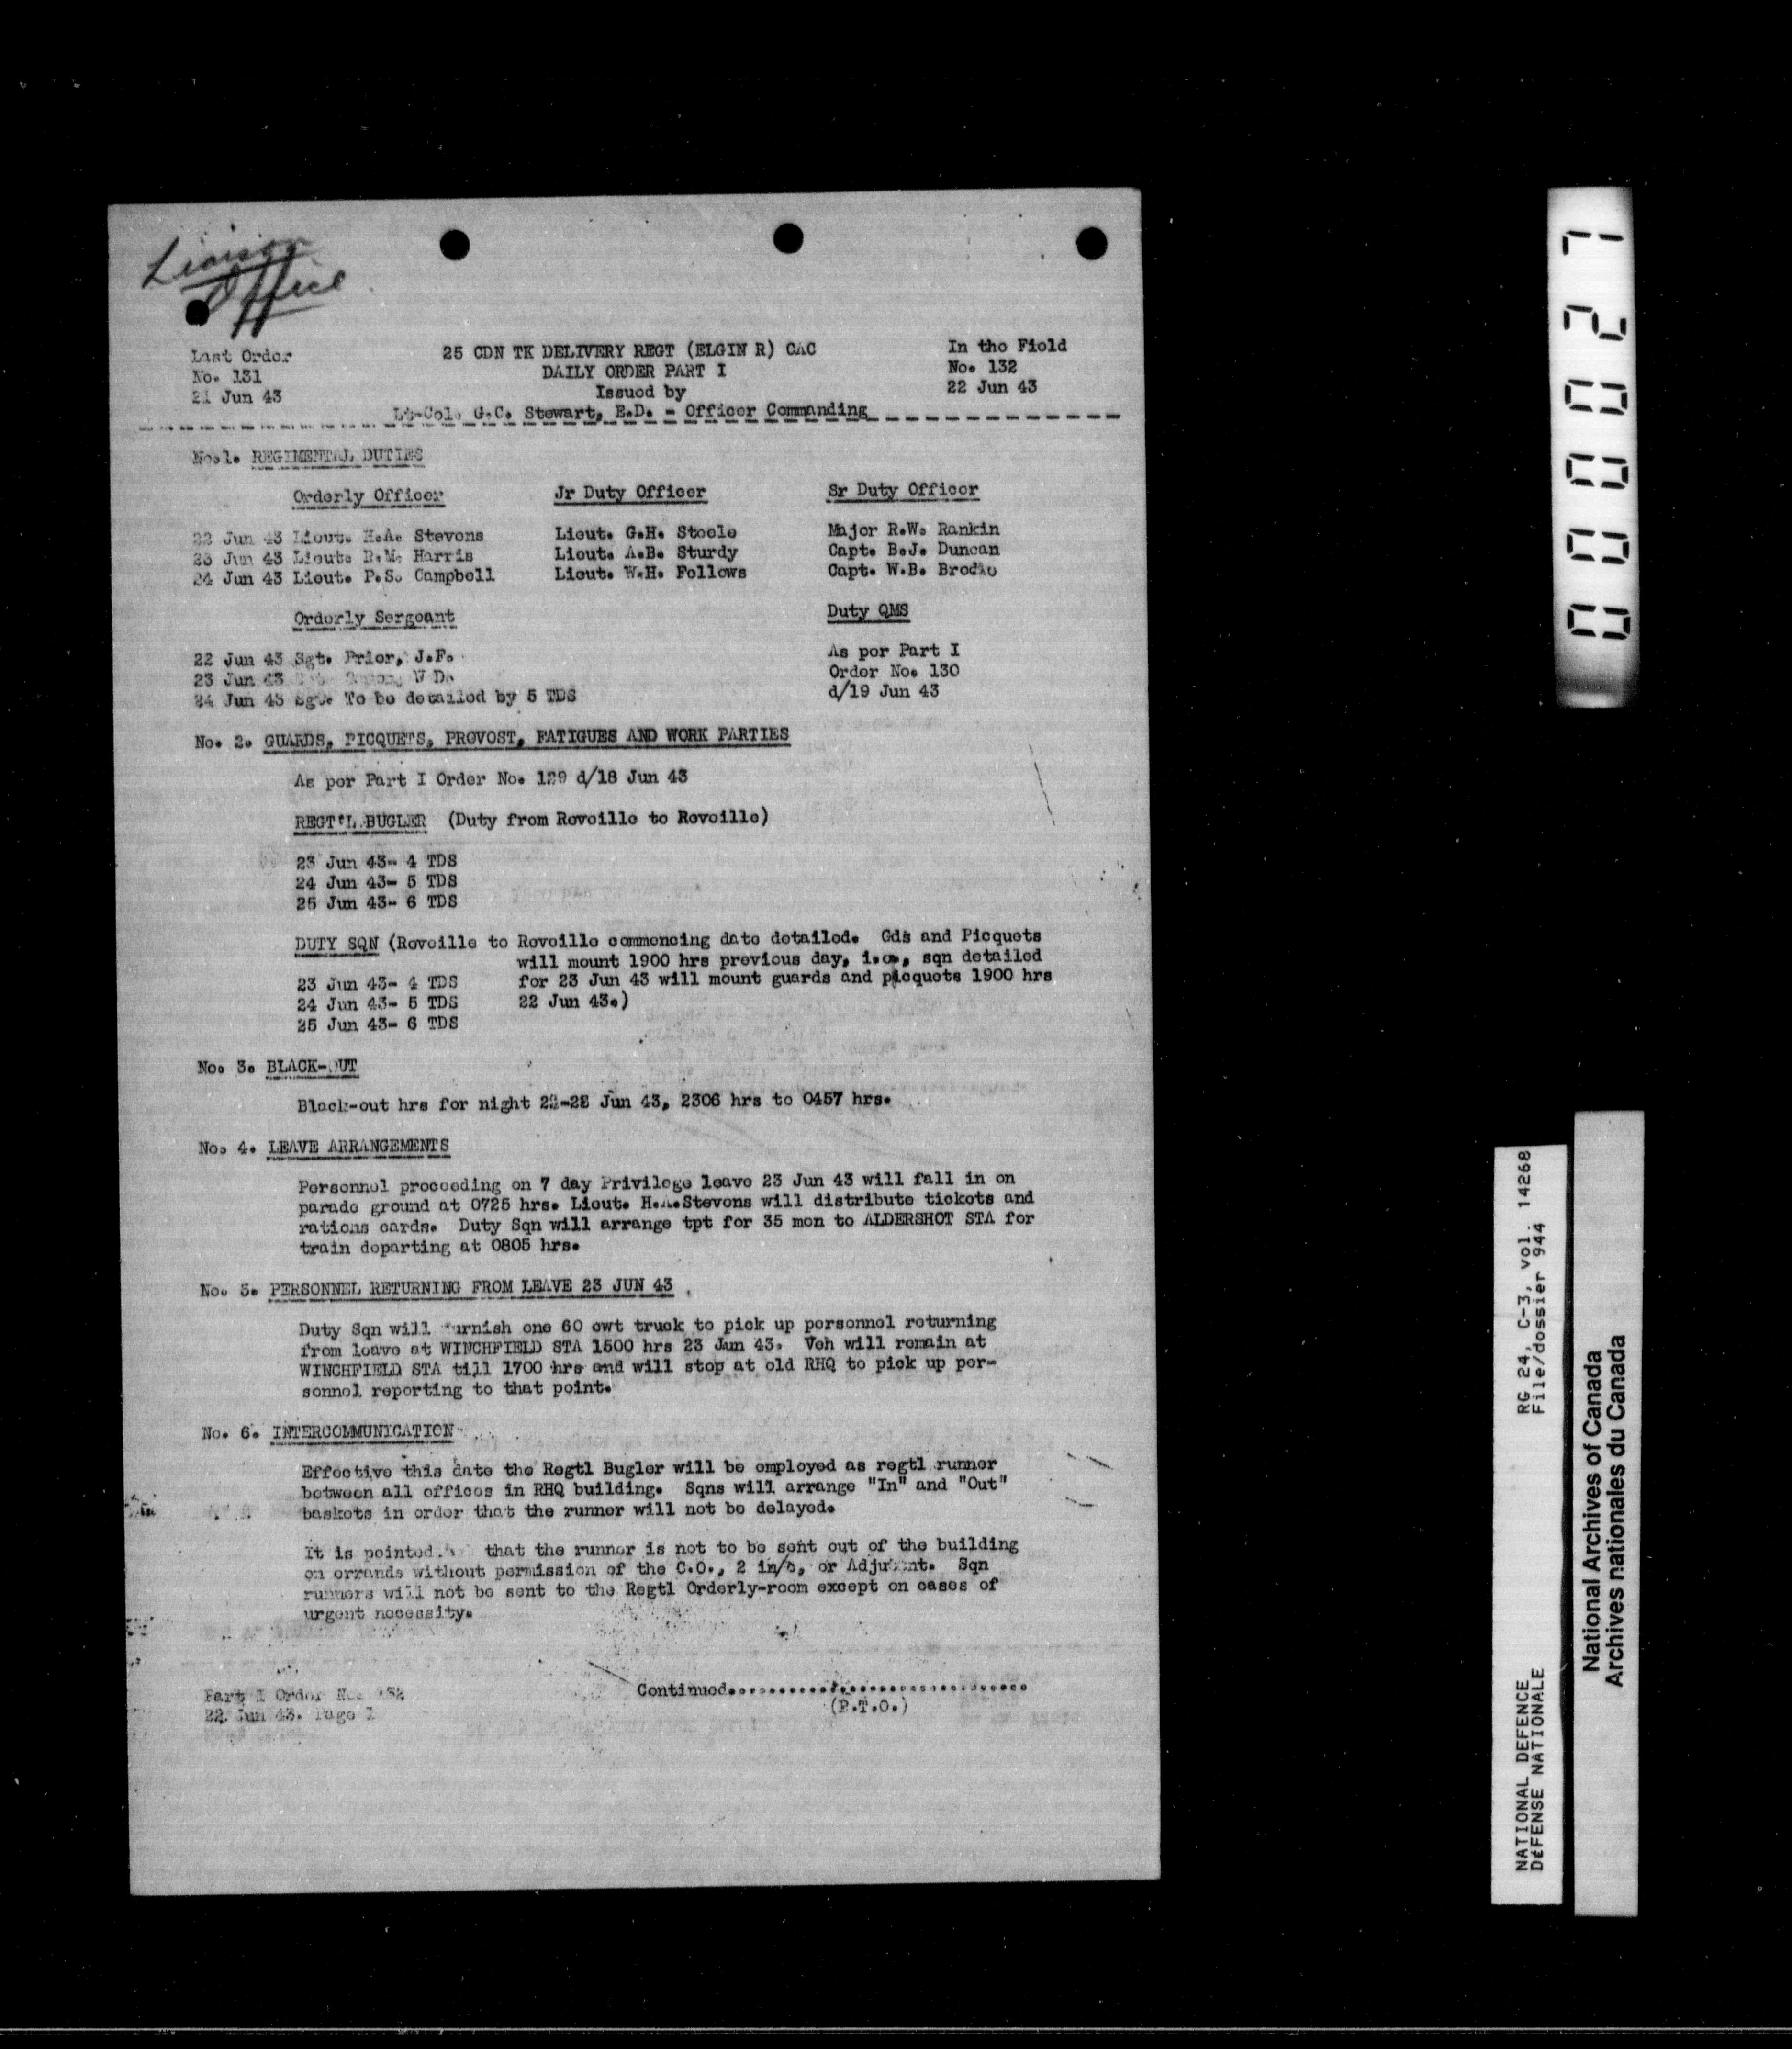 Liaison
Office
Last Order
No. 131
21 Jun 43
25 CDN TK DELIVERY REGT (ELGIN R) CAC
DAILY ORDER PART I
Issued by
Lt-Col. G.C. Stewart, E.D. - Officer Commanding
In the Field
No. 132
22 Jun 43
No.1. REGIMENTAL DUTIES
Orderly Officer Jr Duty Officer Sr Duty Officer
22 Jun 43 Lieut. H.A. Stevens Lieut. G.H. Steele Major R.W. Rankin
23 Jun 43 Lieut. R.M. Harris Lieut. A.B. Sturdy Capt. B.J. Duncan
24 Jun 43 Lieut. P.S. Campbell Lieut. W.H. Fellows Capt. W.B. Brodie
Orderly Sergeant Duty QMS
22 Jun 43 Sgt. Prior, J.F. As per Part I
23 Jun 43 W D. Order No. 130
24 Jun 43 Sgt. To be detailed by 5 TDS d/19 Jun 43
No. 2. GUARDS, PICQUETS, PROVOST, FATIGUES AND WORK PARTIES
As per Part I Order No. 129 d/18 Jun 43
REGT'L BUGLER (Duty from Reveille to Reveille)
23 Jun 43- 4 TDS
24 Jun 43- 5 TDS
25 Jun 43- 6 TDS
DUTY SQN (Reveille to Reveille commencing date detailed. Gds and Picquets
will mount 1900 hrs previous day, i.e., sqn detailed
23 Jun 43- 4 TDS for 23 Jun 43 will mount guards and picquets 1900 hrs
24 Jun 43- 5 TDS 22 Jun 43.)
25 Jun 43- 6 TDS
No. 3. BLACK-OUT
Black-out hrs for night 22-23 Jun 43, 2306 hrs to 0457 hrs.
No. 4. LEAVE ARRANGEMENTS
Personnel proceeding on 7 day Privilege leave 23 Jun 43 will fall in on
parade ground at 0725 hrs. Lieut. H.A.Stevens will distribute tickets and
rations cards. Duty Sqn will arrange tpt for 35 men to ALDERSHOT STA for
train departing at 0805 hrs.
No. 5. PERSONNEL RETURNING FROM LEAVE 23 JUN 43
Duty Sqn will furnish one 60 cwt truck to pick up personnel returning
from leave at WINCHFIELD STA 1500 hrs 23 Jun 43. Veh will remain at
WINCHFIELD STA till 1700 hrs and will stop at old RHQ to pick up per-
sonnel reporting to that point.
No. 6. INTERCOMMUNICATION
Effective this date the Regtl Bugler will be employed as regtl runner
between all offices in RHQ building. Sqns will arrange "In" and "Out"
baskets in order that the runner will not be delayed.
It is pointed that the runner is not to be sent out of the building
on errands without permission of the C.O., 2 in/c, or Adjutant. Sqn
runners will not be sent to the Regtl Orderly-room except on cases of
urgent necessity.
Part I Order No. 132
22 Jun 43. Page 1
Continued..............................
(P.T.O.)
000027
RG 24, C-3, vol. 14268
File/dossier 944
NATIONAL DEFENCE
DÉFENSE NATIONALE
National Archives of Canada
Archives nationales du Canada